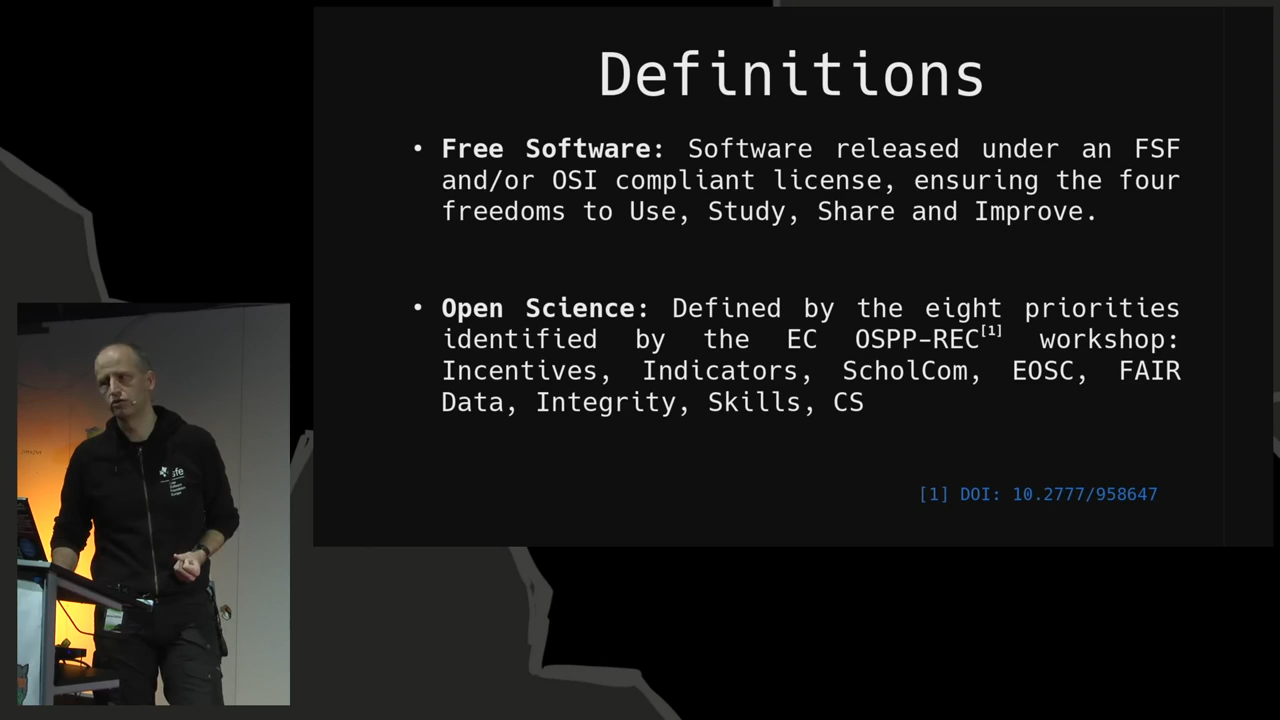 Definitions
• Free Software: Software released under an FSF
and/or OSI compliant license, ensuring the four
freedoms to Use, Study, Share and Improve.
• Open Science: Defined by the eight priorities
identified by the EC OSPP-REC[1] workshop:
Incentives, Indicators, ScholCom, EOSC, FAIR
Data, Integrity, Skills, CS
[1] DOI: 10.2777/958647
sfe